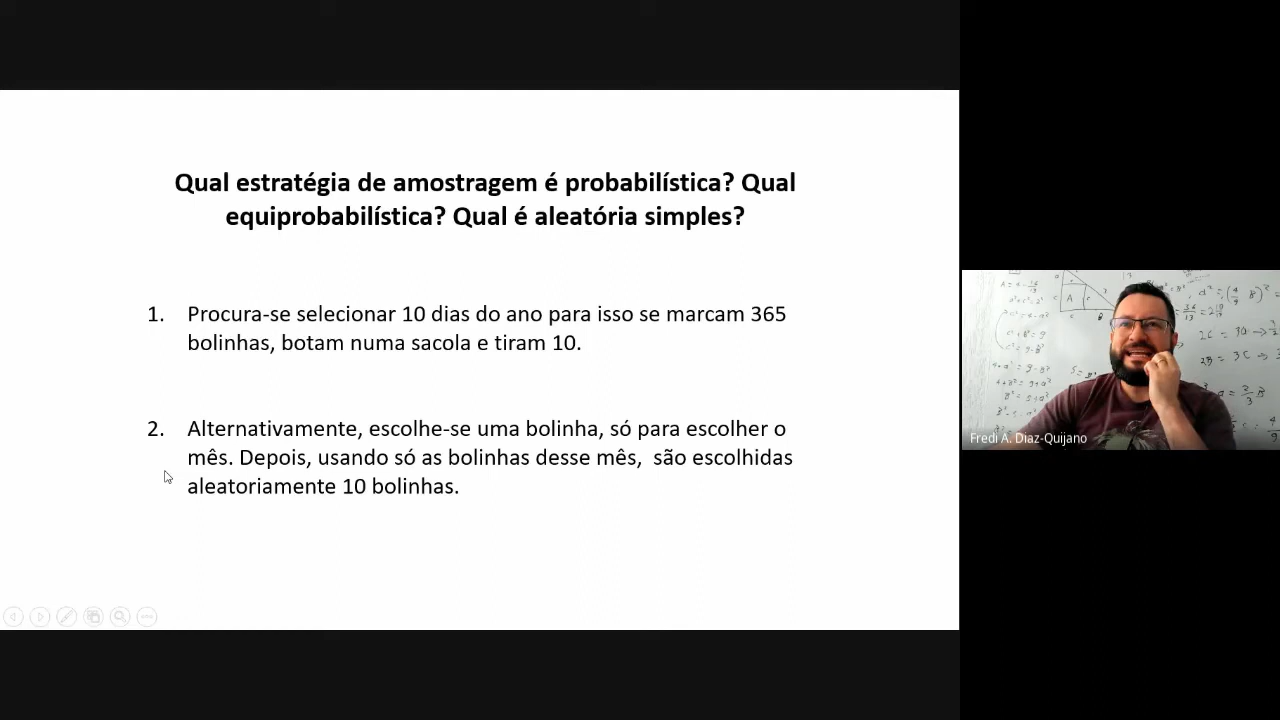 Qual estratégia de amostragem é probabilística? Qual
equiprobabilística? Qual é aleatória simples?
1. Procura-se selecionar 10 dias do ano para isso se marcam 365
bolinhas, botam numa sacola e tiram 10.
2. Alternativamente, escolhe-se uma bolinha, só para escolher o
mês. Depois, usando só as bolinhas desse mês, são escolhidas
aleatoriamente 10 bolinhas.
Fredi A. Diaz-Quijano